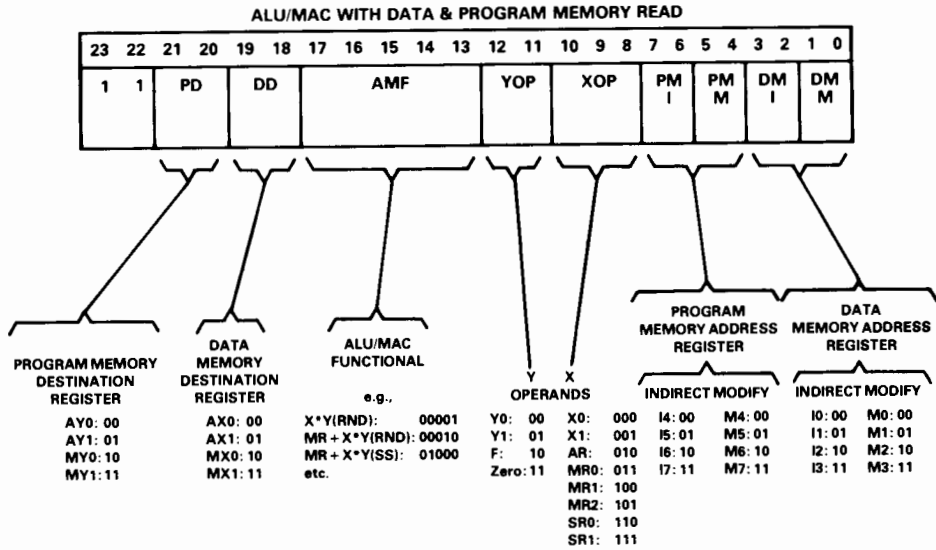 ALU/MAC WITH DATA & PROGRAM MEMORY READ
23 22 21 20 19 18 17 16 15 14 13 12 11 10 9 8 7 6 5 4 3 2 1 0
1 1 PD DD AMF YOP XOP PM PM DM DM
I M I M
PROGRAM MEMORY
DESTINATION
REGISTER
AY0: 00
AY1: 01
MY0: 10
MY1: 11
DATA
MEMORY
DESTINATION
REGISTER
AX0: 00
AX1: 01
MX0: 10
MX1: 11
ALU/MAC
FUNCTIONAL
e.g.,
X*Y(RND): 00001
MR + X*Y(RND): 00010
MR + X*Y(SS): 01000
etc.
Y X
OPERANDS
Y0: 00 X0: 000
Y1: 01 X1: 001
F: 10 AR: 010
Zero: 11 MR0: 011
MR1: 100
MR2: 101
SR0: 110
SR1: 111
PROGRAM
MEMORY ADDRESS
REGISTER
INDIRECT MODIFY
I4: 00 M4: 00
I5: 01 M5: 01
I6: 10 M6: 10
I7: 11 M7: 11
DATA
MEMORY ADDRESS
REGISTER
INDIRECT MODIFY
I0: 00 M0: 00
I1: 01 M1: 01
I2: 10 M2: 10
I3: 11 M3: 11